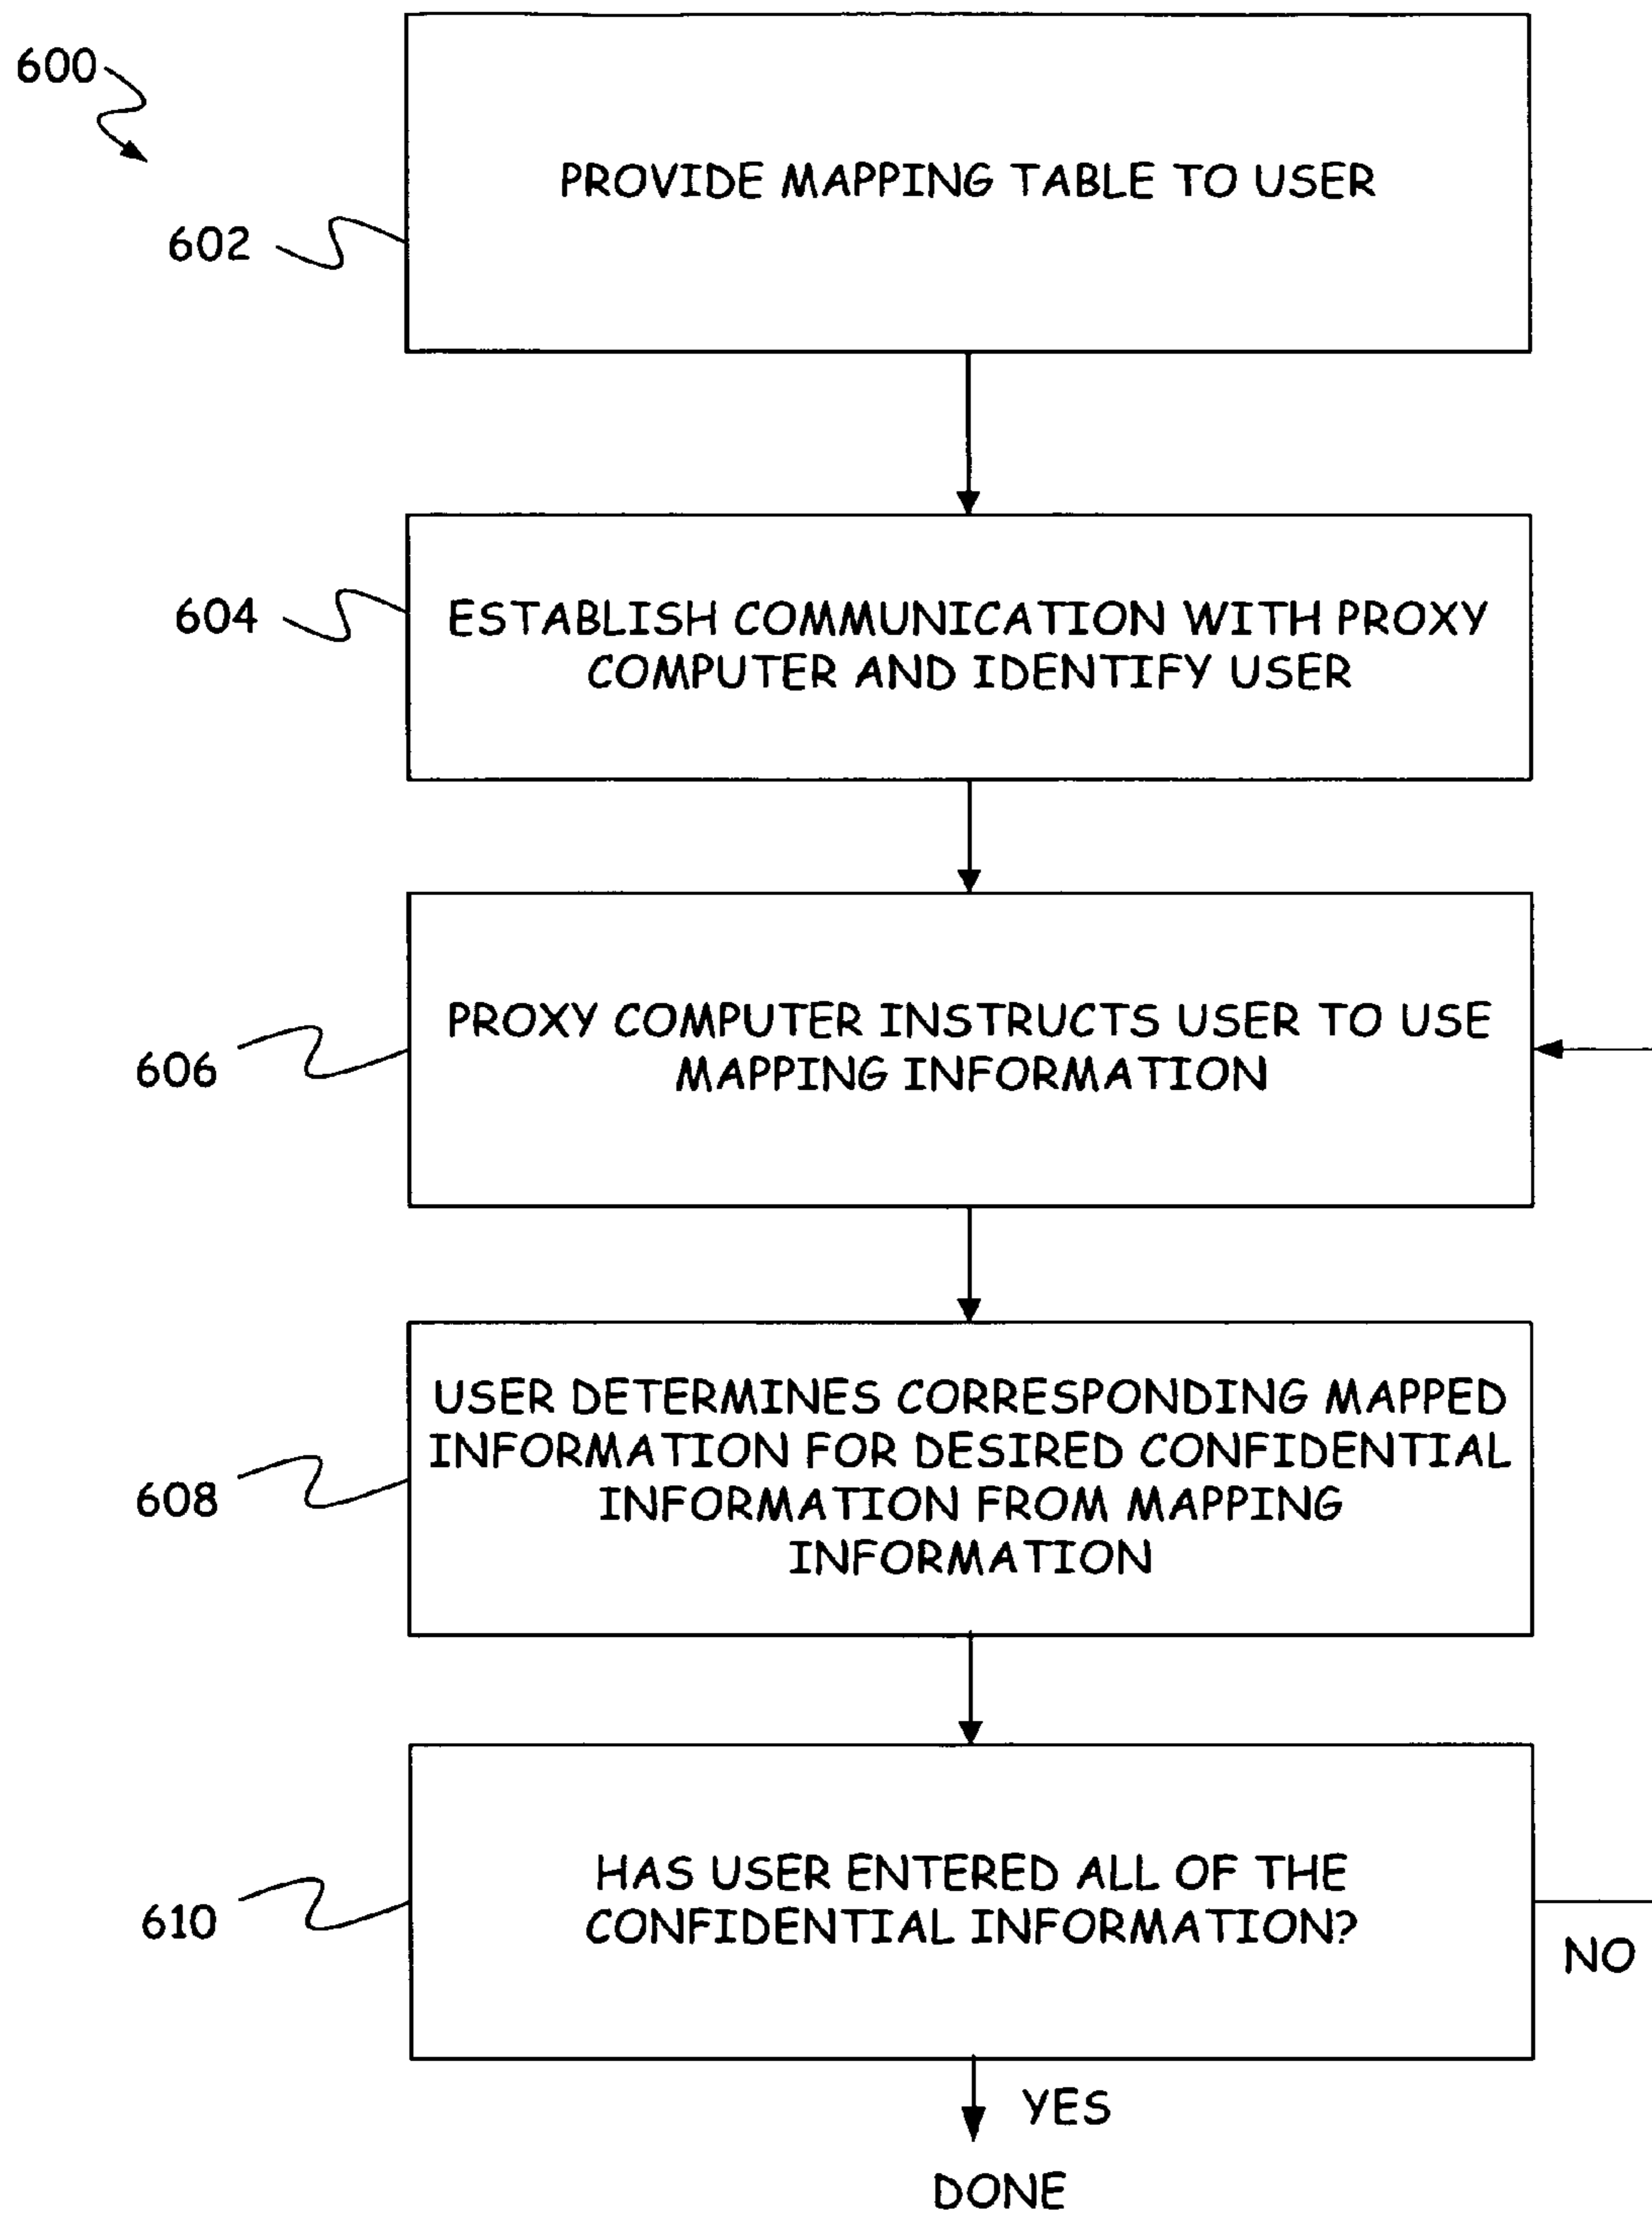 600
PROVIDE MAPPING TABLE TO USER
602
604
ESTABLISH COMMUNICATION WITH PROXY
COMPUTER AND IDENTIFY USER
PROXY COMPUTER INSTRUCTS USER TO USE
MAPPING INFORMATION
606
USER DETERMINES CORRESPONDING MAPPED
INFORMATION FOR DESIRED CONFIDENTIAL
INFORMATION FROM MAPPING
INFORMATION
608
HAS USER ENTERED ALL OF THE
CONFIDENTIAL INFORMATION?
610
NO
YES
DONE